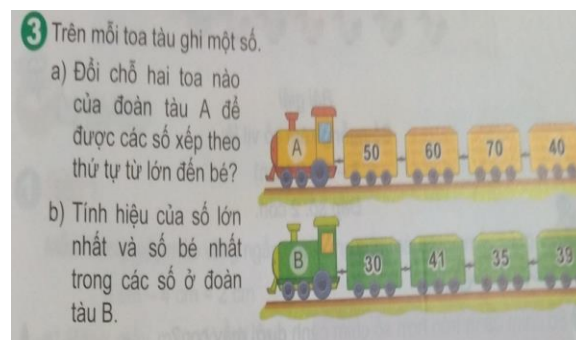 3 Trên mỗi toa tàu ghi một số.
a) Đổi chỗ hai toa nào
của đoàn tàu A để
được các số xếp theo
thứ tự từ lớn đến bé?
A 50 60 70 40
b) Tính hiệu của số lớn
nhất và số bé nhất
trong các số ở đoàn
tàu B.
B 30 41 35 39